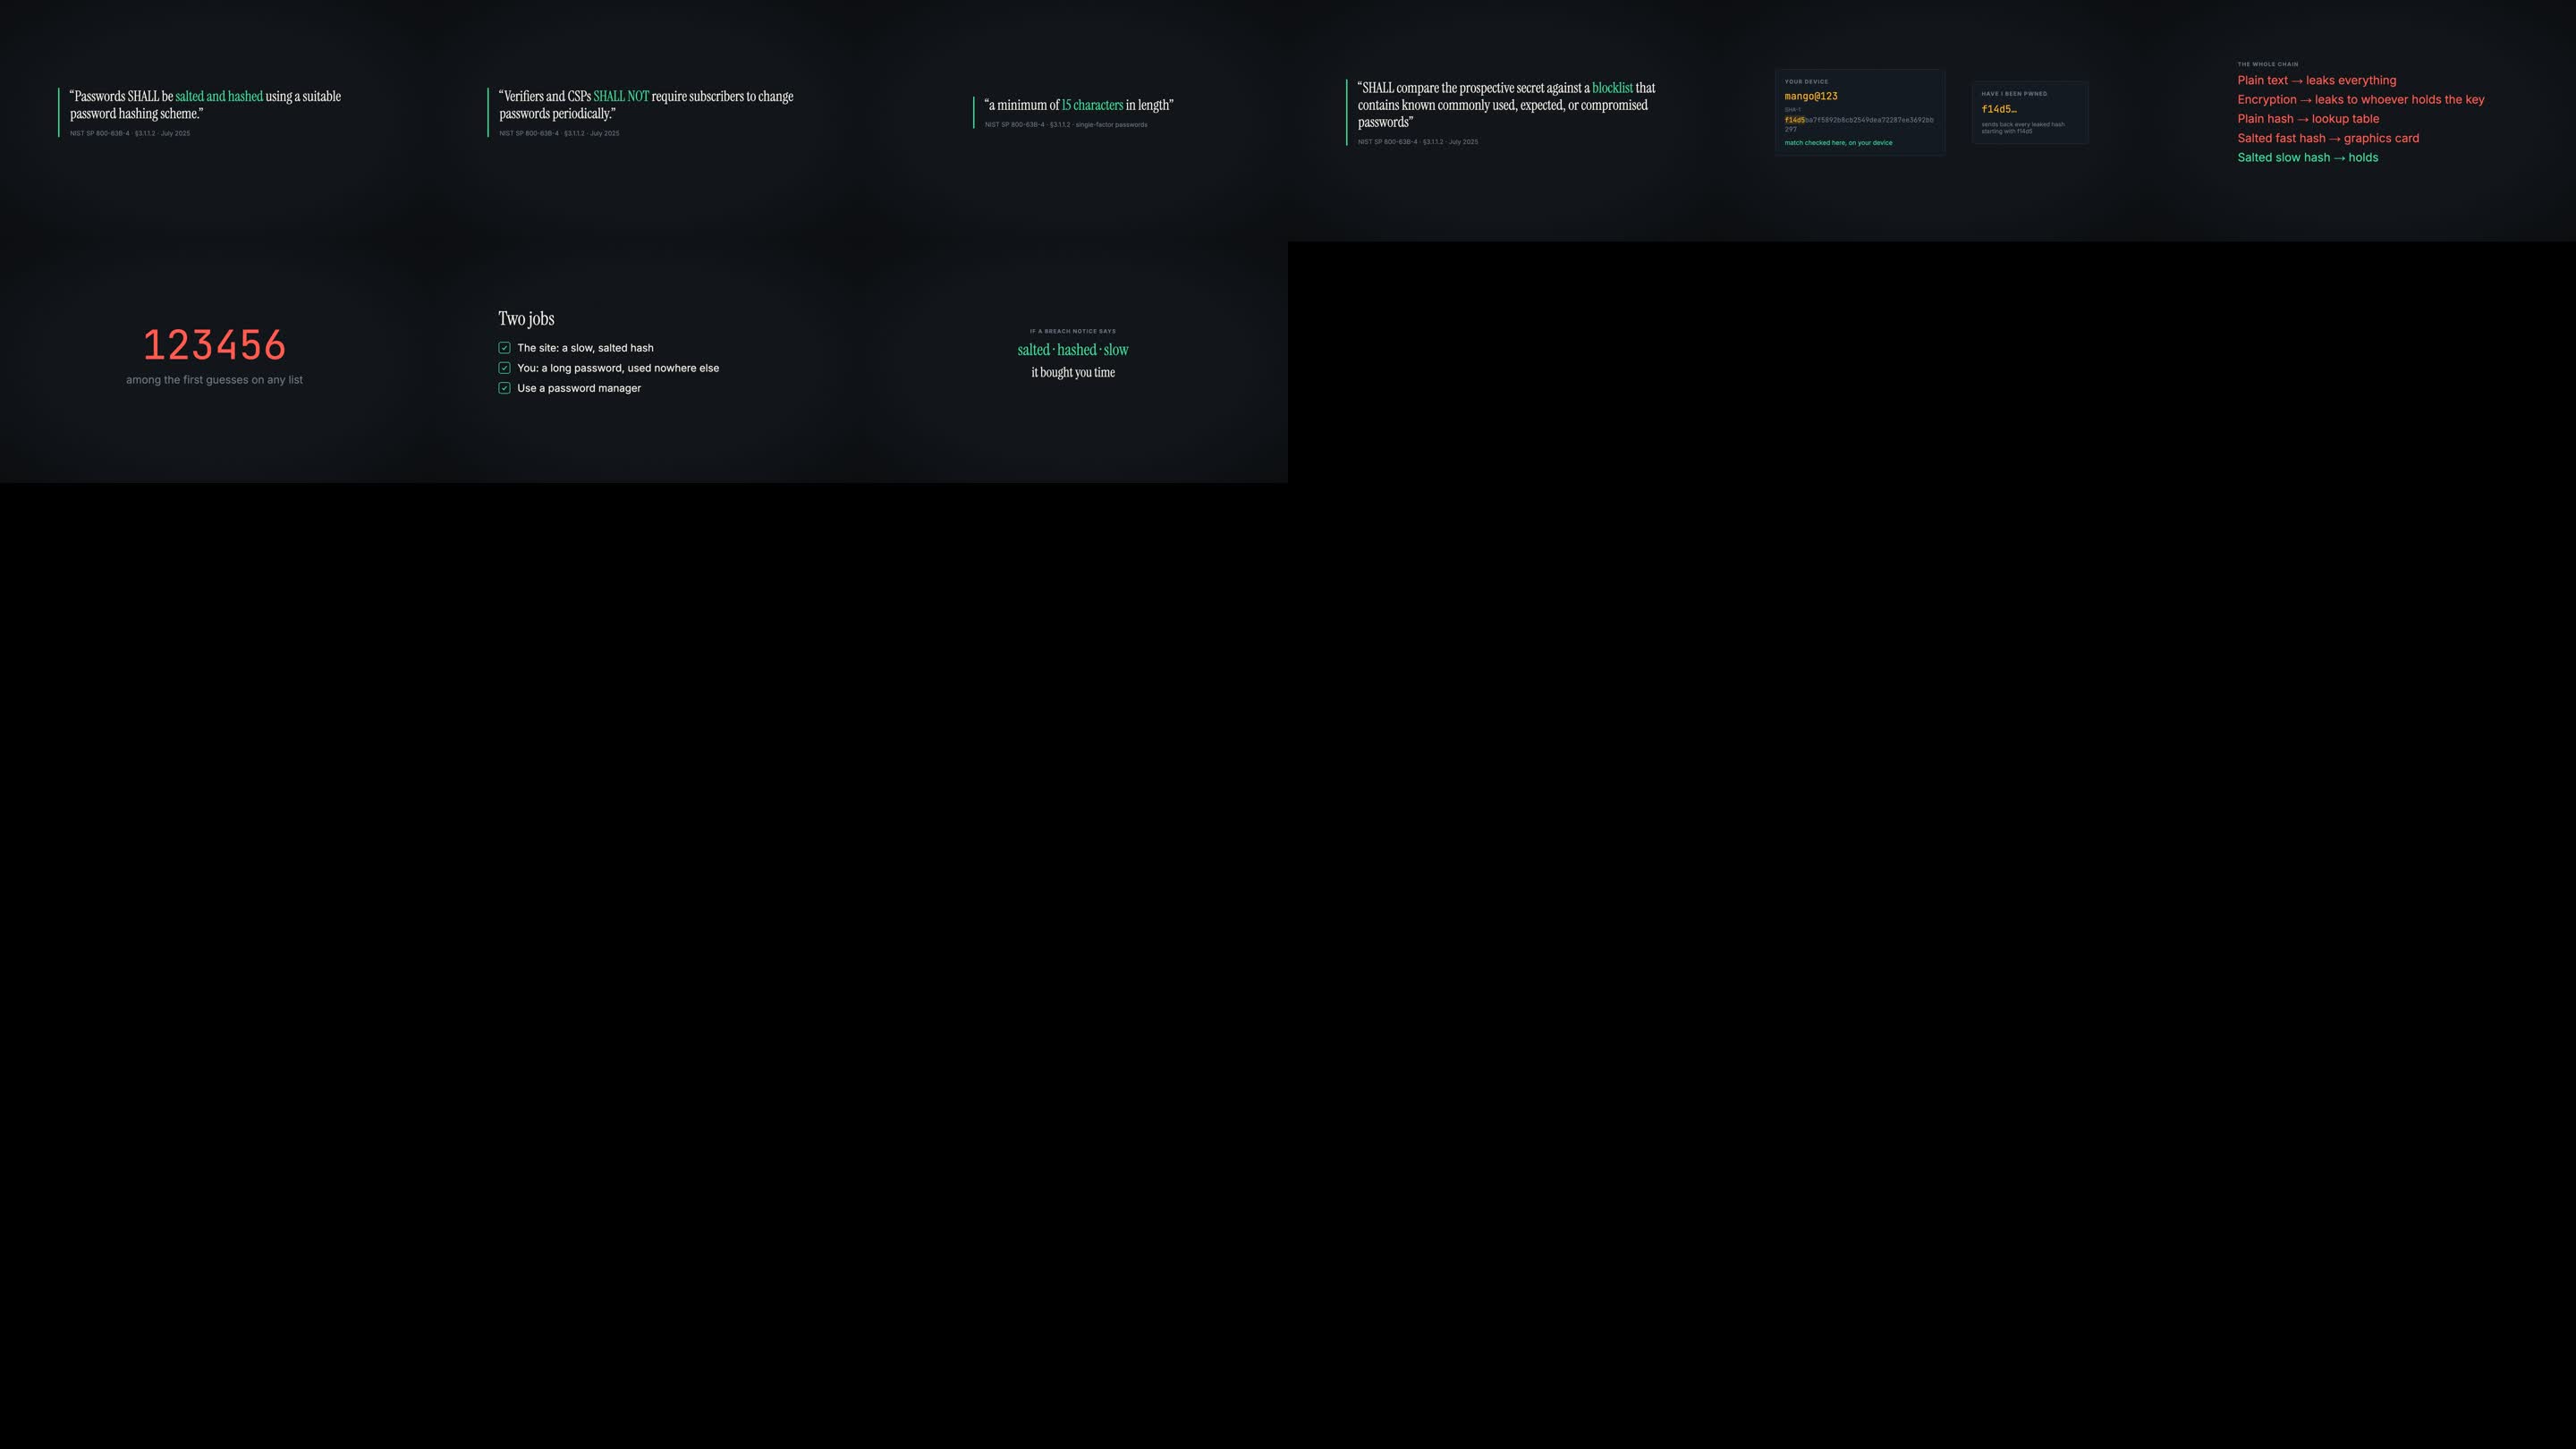 “Passwords SHALL be salted and hashed using a suitable
password hashing scheme.”
NIST SP 800-63B-4 · §3.1.1.2 · July 2025
“Verifiers and CSPs SHALL NOT require subscribers to change
passwords periodically.”
NIST SP 800-63B-4 · §3.1.1.2 · July 2025
“a minimum of 15 characters in length”
NIST SP 800-63B-4 · §3.1.1.2 · single-factor passwords
“SHALL compare the prospective secret against a blocklist that
contains known commonly used, expected, or compromised
passwords”
NIST SP 800-63B-4 · §3.1.1.2 · July 2025
YOUR DEVICE
mango@123
SHA-1
f14d5ba7f5892b8cb2549dea72287ee3692bb
297
match checked here, on your device
HAVE I BEEN PWNED
f14d5…
sends back every leaked hash
starting with f14d5
THE WHOLE CHAIN
Plain text → leaks everything
Encryption → leaks to whoever holds the key
Plain hash → lookup table
Salted fast hash → graphics card
Salted slow hash → holds
123456
among the first guesses on any list
Two jobs
The site: a slow, salted hash
You: a long password, used nowhere else
Use a password manager
IF A BREACH NOTICE SAYS
salted · hashed · slow
it bought you time